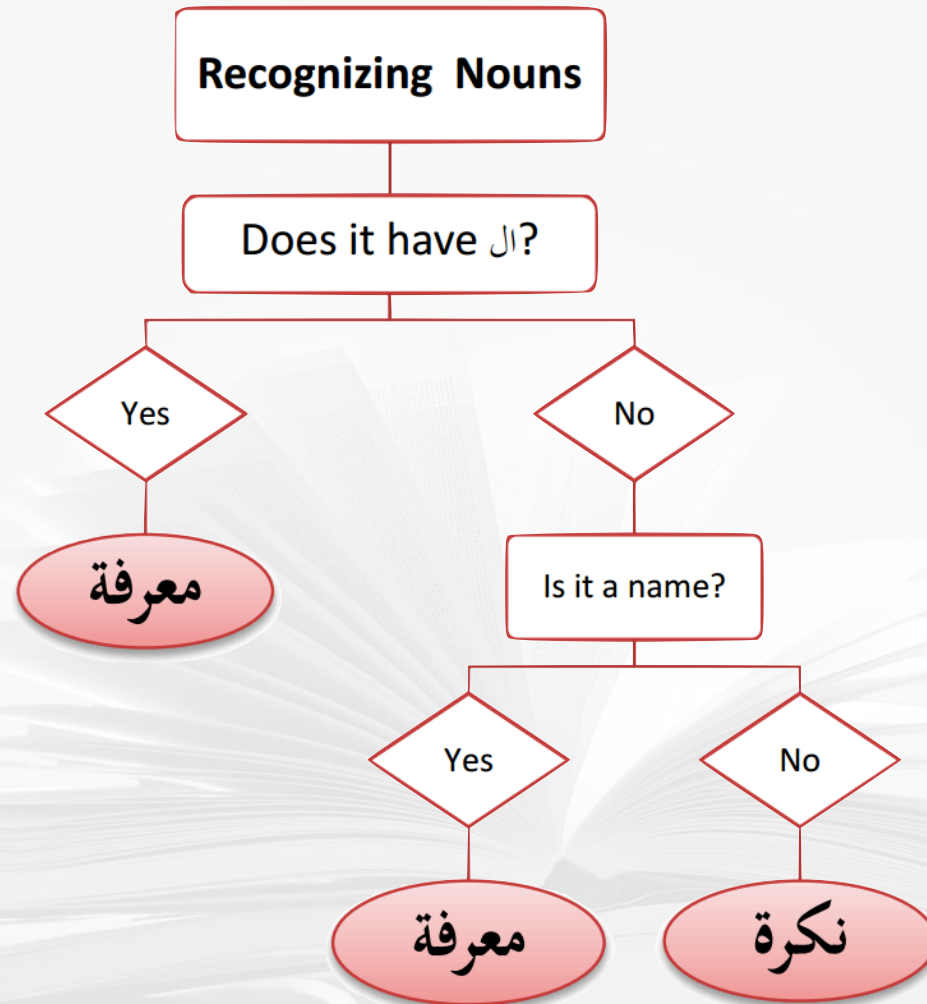 Recognizing Nouns
Does it have ال?
Yes
No
معرفة
Is it a name?
Yes
No
معرفة
نكرة